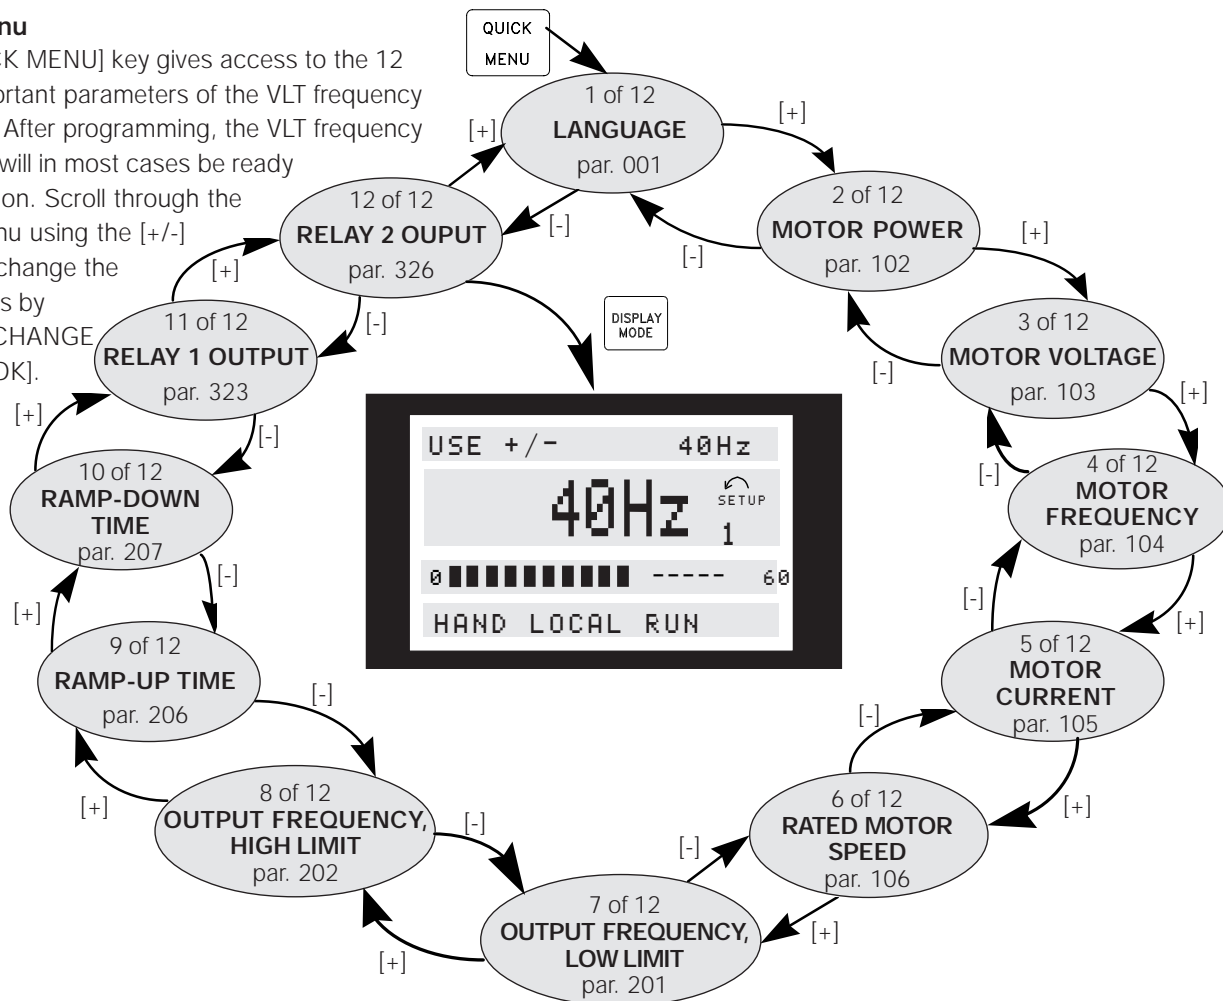 nu
CK MENU] key gives access to the 12
ortant parameters of the VLT frequency
After programming, the VLT frequency
will in most cases be ready
on. Scroll through the
nu using the [+/-]
change the
s by
CHANGE
OK].
QUICK
MENU
1 of 12
LANGUAGE
par. 001
[+]
[+]
[-]
[-]
2 of 12
MOTOR POWER
par. 102
[+]
[-]
3 of 12
MOTOR VOLTAGE
par. 103
[+]
[-]
4 of 12
MOTOR
FREQUENCY
par. 104
[-]
[+]
5 of 12
MOTOR
CURRENT
par. 105
[-]
[+]
6 of 12
RATED MOTOR
SPEED
par. 106
[-]
[+]
7 of 12
OUTPUT FREQUENCY,
LOW LIMIT
par. 201
[-]
[+]
8 of 12
OUTPUT FREQUENCY,
HIGH LIMIT
par. 202
[-]
[+]
9 of 12
RAMP-UP TIME
par. 206
[-]
[+]
10 of 12
RAMP-DOWN
TIME
par. 207
[-]
[+]
11 of 12
RELAY 1 OUTPUT
par. 323
[-]
[+]
12 of 12
RELAY 2 OUPUT
par. 326
DISPLAY
MODE
USE +/- 40Hz
40Hz
SETUP
1
0 ----- 60
HAND LOCAL RUN